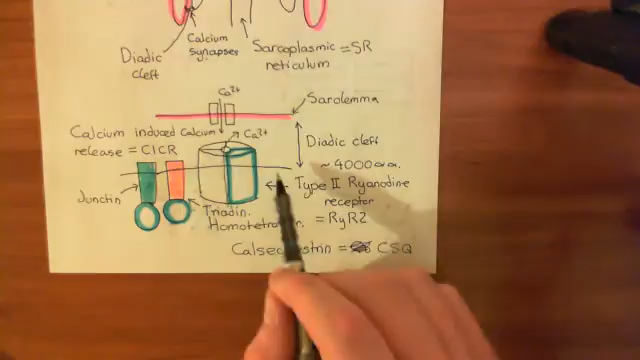 Diadic
cleft
Calcium
synapses
Sarcoplasmic = SR
reticulum
Ca2+
Sarolemma
Calcium induced Calcium
release = CICR
Ca2+
Diadic cleft
~4000 a.a.
Junctin
Triadin.
Type II Ryanodine
receptor
= RyR2
= CSQ